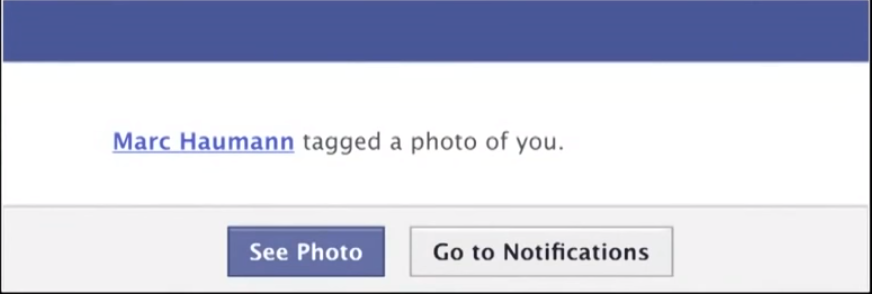 Marc Haumann tagged a photo of you.
See Photo Go to Notifications